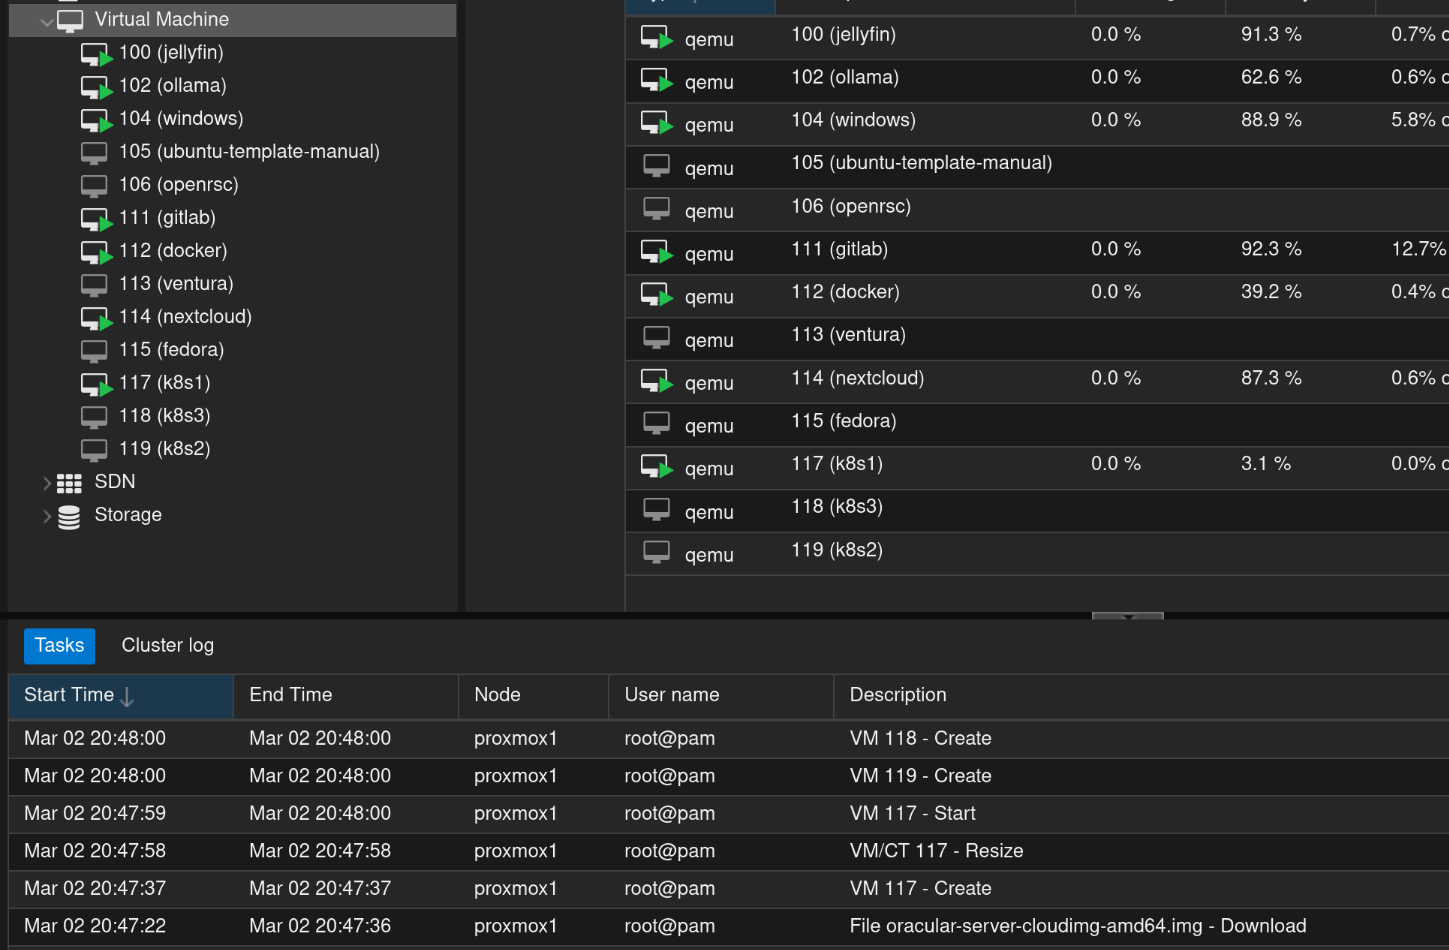 Virtual Machine
100 (jellyfin)
102 (ollama)
104 (windows)
105 (ubuntu-template-manual)
106 (openrsc)
111 (gitlab)
112 (docker)
113 (ventura)
114 (nextcloud)
115 (fedora)
117 (k8s1)
118 (k8s3)
119 (k8s2)
SDN
Storage
qemu 100 (jellyfin) 0.0 % 91.3 % 0.7%
qemu 102 (ollama) 0.0 % 62.6 % 0.6%
qemu 104 (windows) 0.0 % 88.9 % 5.8%
qemu 105 (ubuntu-template-manual)
qemu 106 (openrsc)
qemu 111 (gitlab) 0.0 % 92.3 % 12.7%
qemu 112 (docker) 0.0 % 39.2 % 0.4%
qemu 113 (ventura)
qemu 114 (nextcloud) 0.0 % 87.3 % 0.6%
qemu 115 (fedora)
qemu 117 (k8s1) 0.0 % 3.1 % 0.0%
qemu 118 (k8s3)
qemu 119 (k8s2)
Tasks Cluster log
Start Time End Time Node User name Description
Mar 02 20:48:00 Mar 02 20:48:00 proxmox1 root@pam VM 118 - Create
Mar 02 20:48:00 Mar 02 20:48:00 proxmox1 root@pam VM 119 - Create
Mar 02 20:47:59 Mar 02 20:48:00 proxmox1 root@pam VM 117 - Start
Mar 02 20:47:58 Mar 02 20:47:58 proxmox1 root@pam VM/CT 117 - Resize
Mar 02 20:47:37 Mar 02 20:47:37 proxmox1 root@pam VM 117 - Create
Mar 02 20:47:22 Mar 02 20:47:36 proxmox1 root@pam File oracular-server-cloudimg-amd64.img - Download